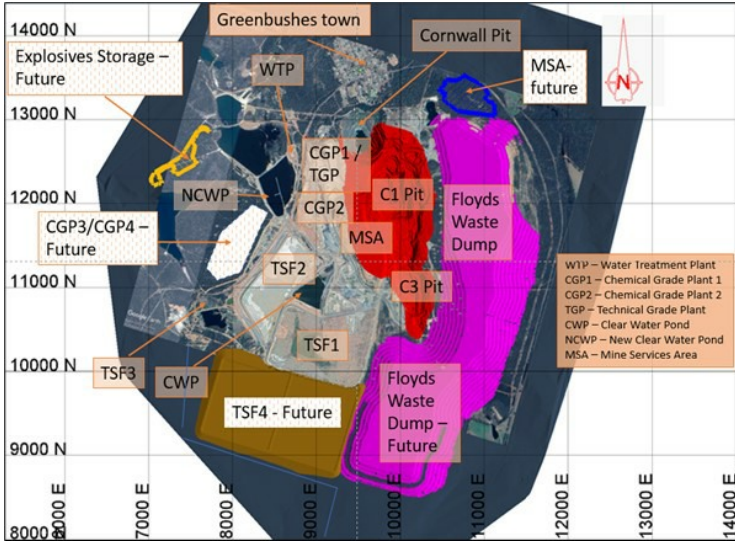 Greenbushes town
Cornwall Pit
Explosives Storage –
Future
WTP
MSA-
future
N
14000 N
13000 N
12000 N
11000 N
10000 N
9000 N
8000 N
CGP1 /
TGP
NCWP
CGP2
C1 Pit
Floyds
Waste
Dump
CGP3/CGP4 –
Future
MSA
TSF2
C3 Pit
WTP – Water Treatment Plant
CGP1 – Chemical Grade Plant 1
CGP2 – Chemical Grade Plant 2
TGP – Technical Grade Plant
CWP – Clear Water Pond
NCWP – New Clear Water Pond
MSA – Mine Services Area
TSF1
TSF3
CWP
TSF4 - Future
Floyds
Waste
Dump –
Future
6000 E
7000 E
8000 E
9000 E
10000 E
11000 E
12000 E
13000 E
14000 E